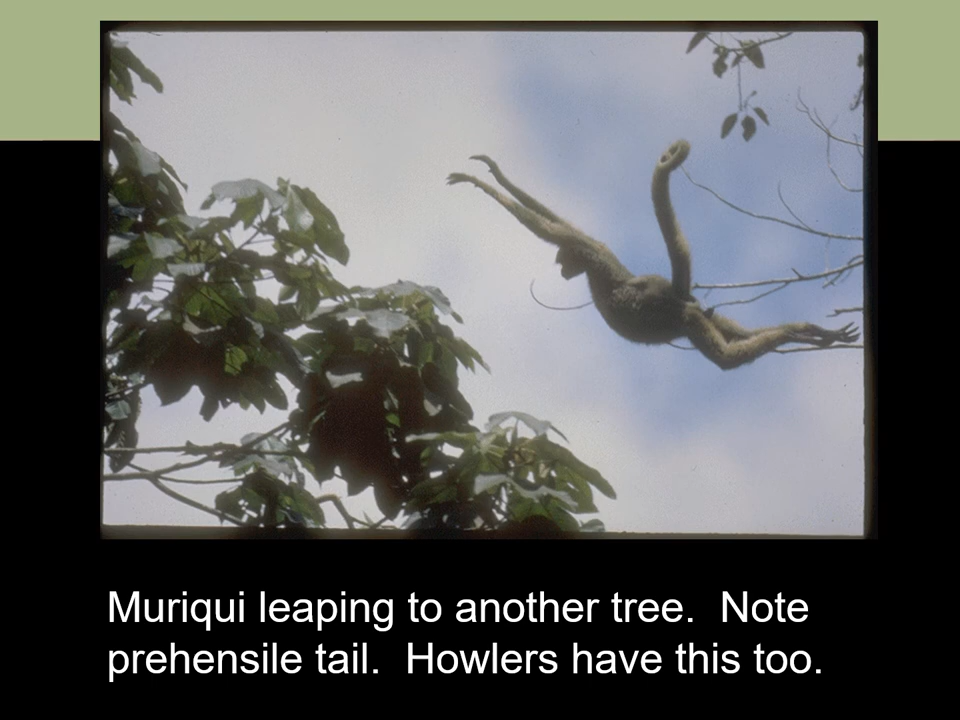 Muriqui leaping to another tree.  Note
prehensile tail.  Howlers have this too.